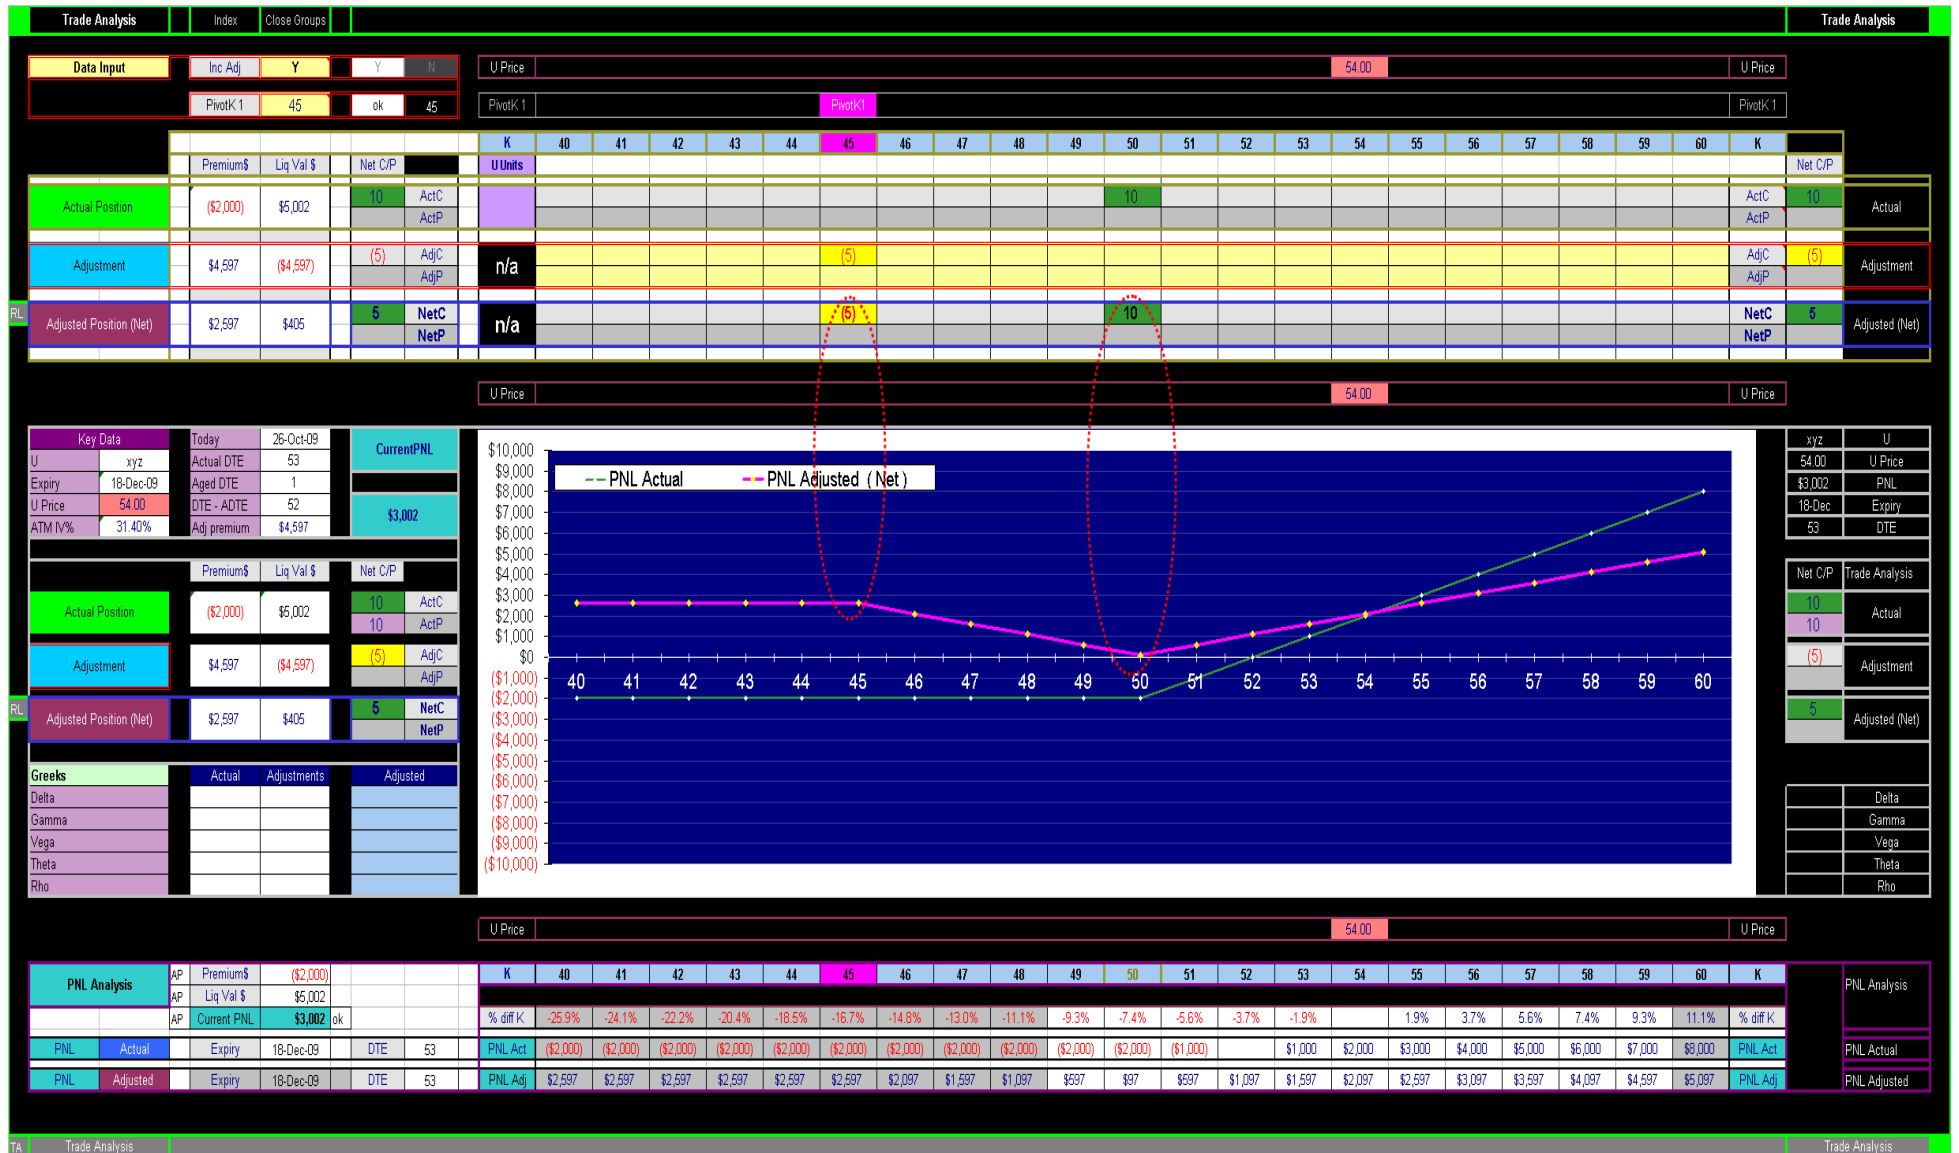 Trade Analysis Index Close Groups Trade Analysis
Data Input Inc Adj Y Y N U Price 54.00 U Price
PivotK 1 45 ok 45 PivotK 1 PivotK1 PivotK 1
K 40 41 42 43 44 45 46 47 48 49 50 51 52 53 54 55 56 57 58 59 60 K
Premium$ Liq Val $ Net C/P U Units Net C/P
Actual Position ($2,000) $5,002 10 ActC 10 ActC 10 Actual
ActP ActP
Adjustment $4,597 ($4,597) (5) AdjC n/a (5) AdjC (5) Adjustment
AdjP AdjP
RL Adjusted Position (Net) $2,597 $405 5 NetC n/a (5) 10 NetC 5 Adjusted (Net)
NetP NetP
U Price 54.00 U Price
Key Data Today 26-Oct-09 CurrentPNL xyz U
U xyz Actual DTE 53 54.00 U Price
Expiry 18-Dec-09 Aged DTE 1 $3,002 PNL
U Price 54.00 DTE - ADTE 52 $3,002 18-Dec Expiry
ATM IV% 31.40% Adj premium $4,597 53 DTE
Premium$ Liq Val $ Net C/P
Actual Position ($2,000) $5,002 10 ActC
10 ActP
Adjustment $4,597 ($4,597) (5) AdjC
AdjP
RL Adjusted Position (Net) $2,597 $405 5 NetC
NetP
Greeks Actual Adjustments Adjusted
Delta
Gamma
Vega
Theta
Rho
PNL Actual PNL Adjusted ( Net )
$10,000
$9,000
$8,000
$7,000
$6,000
$5,000
$4,000
$3,000
$2,000
$1,000
$0
($1,000)
($2,000)
($3,000)
($4,000)
($5,000)
($6,000)
($7,000)
($8,000)
($9,000)
($10,000)
40 41 42 43 44 45 46 47 48 49 50 51 52 53 54 55 56 57 58 59 60
Net C/P Trade Analysis
10 Actual
10
(5) Adjustment
5 Adjusted (Net)
Delta
Gamma
Vega
Theta
Rho
U Price 54.00 U Price
PNL Analysis AP Premium$ ($2,000) K 40 41 42 43 44 45 46 47 48 49 50 51 52 53 54 55 56 57 58 59 60 K PNL Analysis
AP Liq Val $ $5,002
AP Current PNL $3,002 ok % diff K -25.9% -24.1% -22.2% -20.4% -18.5% -16.7% -14.8% -13.0% -11.1% -9.3% -7.4% -5.6% -3.7% -1.9% 1.9% 3.7% 5.6% 7.4% 9.3% 11.1% % diff K
PNL Actual Expiry 18-Dec-09 DTE 53 PNL Act ($2,000) ($2,000) ($2,000) ($2,000) ($2,000) ($2,000) ($2,000) ($2,000) ($2,000) ($2,000) ($2,000) ($1,000) $1,000 $2,000 $3,000 $4,000 $5,000 $6,000 $7,000 $8,000 PNL Act PNL Actual
PNL Adjusted Expiry 18-Dec-09 DTE 53 PNL Adj $2,597 $2,597 $2,597 $2,597 $2,597 $2,597 $2,097 $1,597 $1,097 $597 $97 $597 $1,097 $1,597 $2,097 $2,597 $3,097 $3,597 $4,097 $4,597 $5,097 PNL Adj PNL Adjusted
TA Trade Analysis Trade Analysis